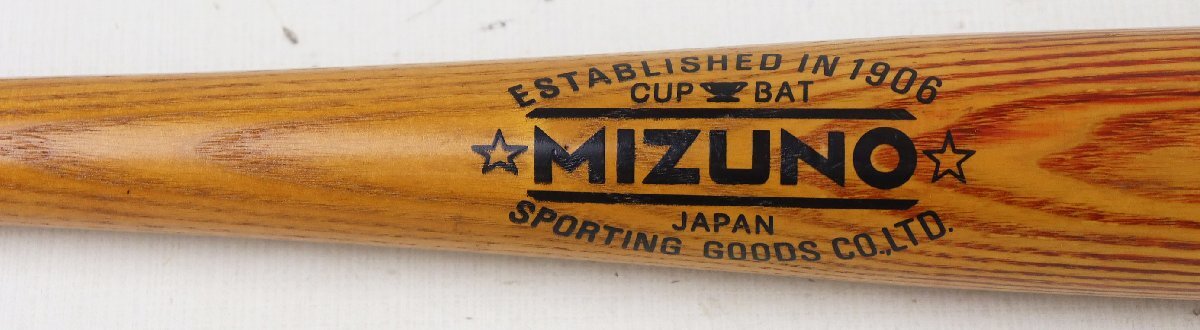 ESTABLISHED IN 1906
CUP BAT
MIZUNO
JAPAN
SPORTING GOODS CO.,LTD.